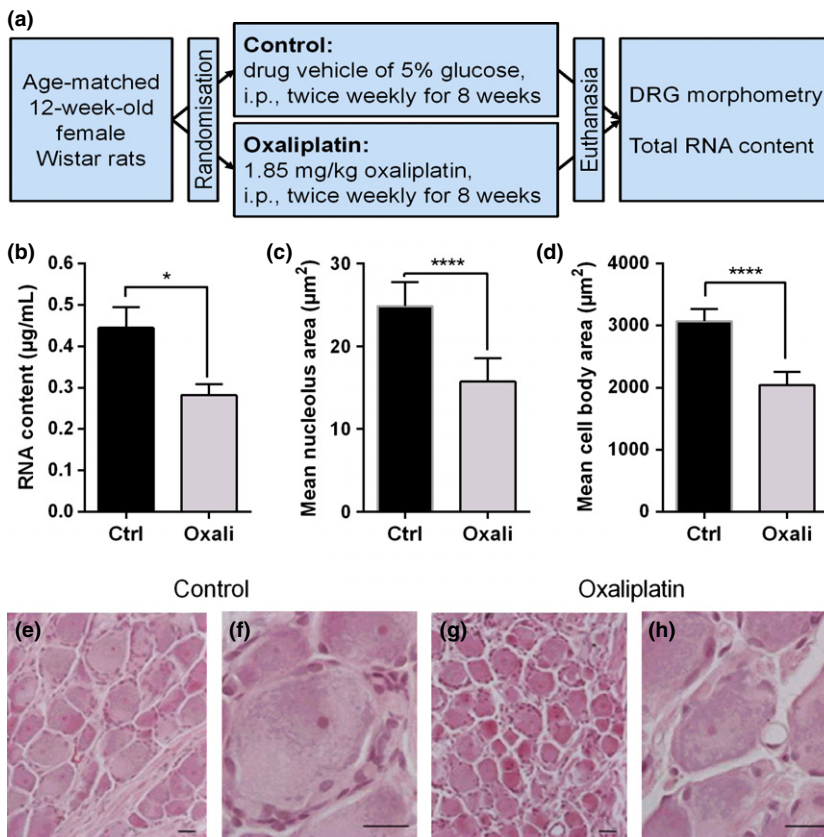 (a)
Age-matched
12-week-old
female
Wistar rats
Randomisation
Control:
drug vehicle of 5% glucose,
i.p., twice weekly for 8 weeks
Oxaliplatin:
1.85 mg/kg oxaliplatin,
i.p., twice weekly for 8 weeks
Euthanasia
DRG morphometry
Total RNA content
(b)
RNA content (µg/mL)
0.6
0.5
0.4
0.3
0.2
0.1
0.0
*
Ctrl Oxali
(c)
Mean nucleolus area (µm²)
30
20
10
0
****
Ctrl Oxali
(d)
Mean cell body area (µm²)
4000
3000
2000
1000
0
****
Ctrl Oxali
Control Oxaliplatin
(e) (f) (g) (h)